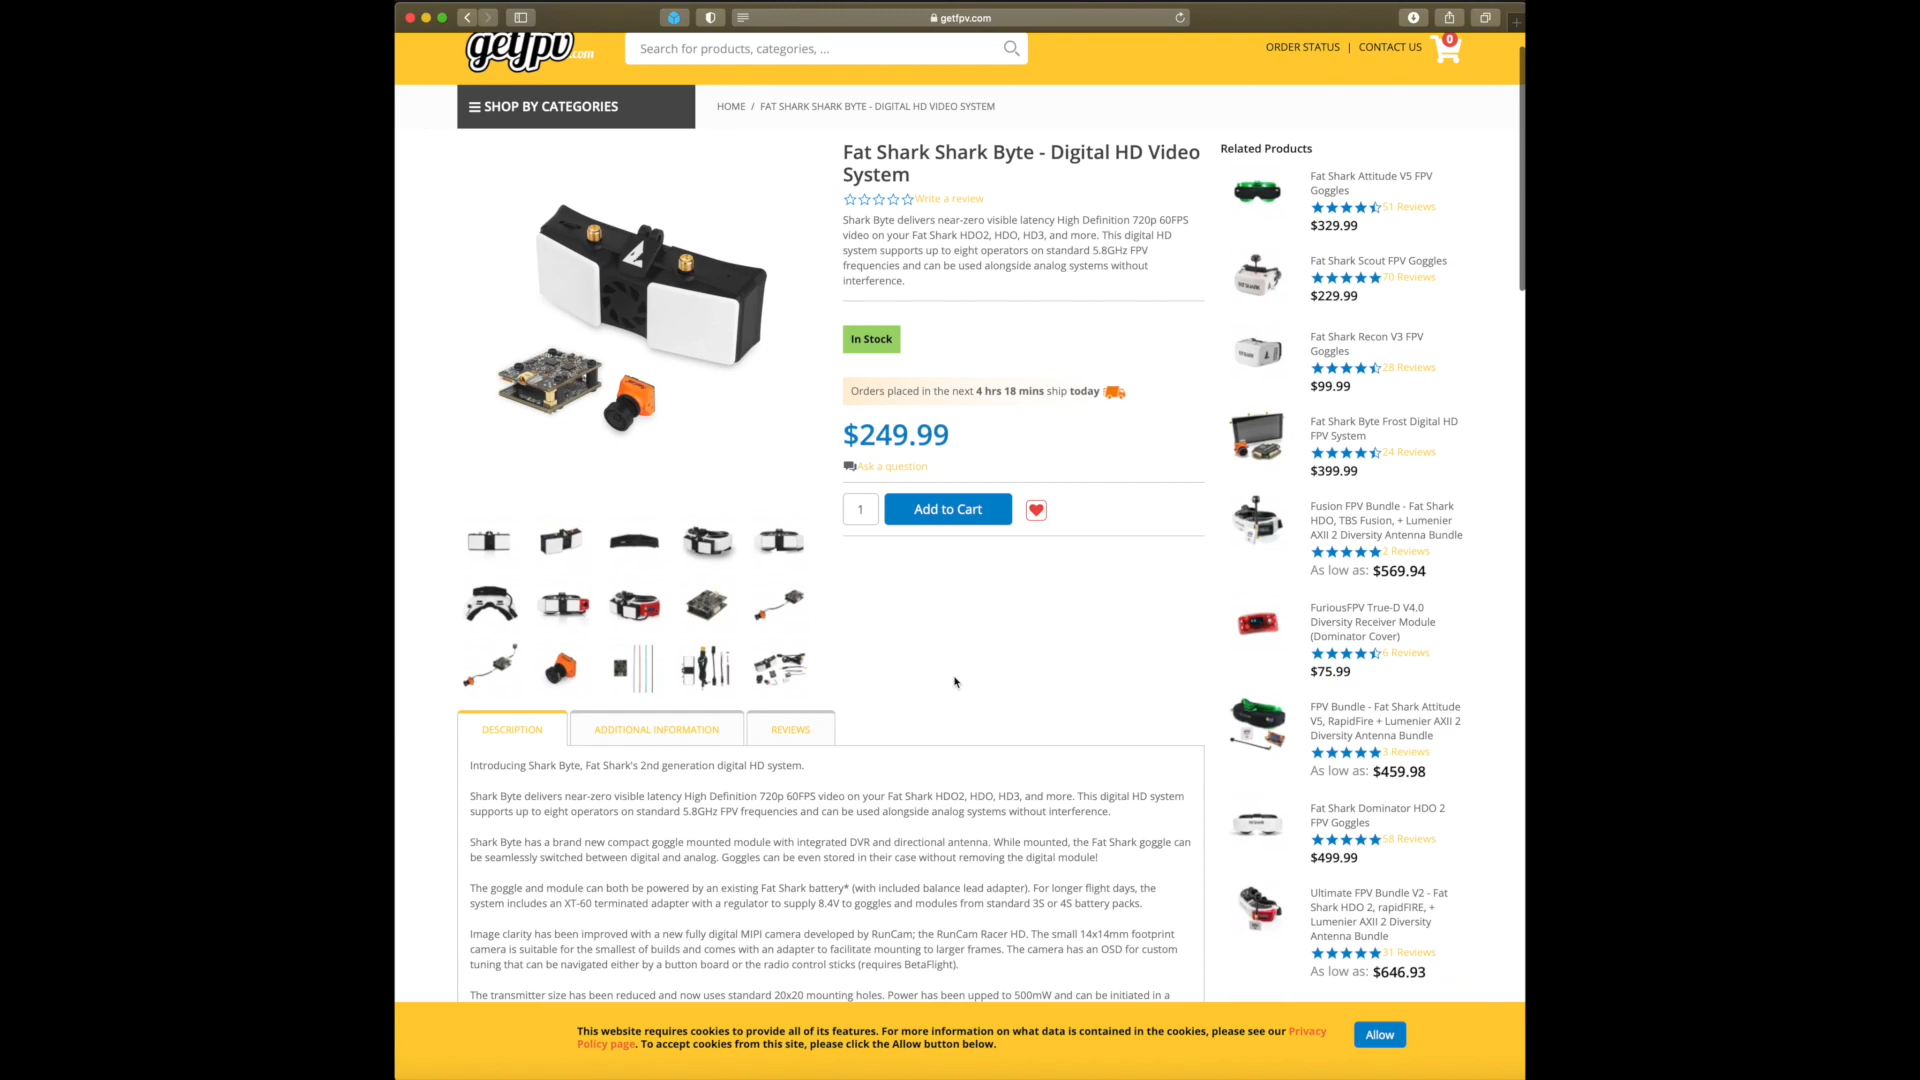 getfpv.com
getfpv.com
Search for products, categories, ...
ORDER STATUS | CONTACT US
0
SHOP BY CATEGORIES
HOME / FAT SHARK SHARK BYTE - DIGITAL HD VIDEO SYSTEM
Fat Shark Shark Byte - Digital HD Video
System
Write a review
Shark Byte delivers near-zero visible latency High Definition 720p 60FPS
video on your Fat Shark HDO2, HDO, HD3, and more. This digital HD
system supports up to eight operators on standard 5.8GHz FPV
frequencies and can be used alongside analog systems without
interference.
In Stock
Orders placed in the next 4 hrs 18 mins ship today
$249.99
Ask a question
1
Add to Cart
DESCRIPTION
ADDITIONAL INFORMATION
REVIEWS
Introducing Shark Byte, Fat Shark's 2nd generation digital HD system.
Shark Byte delivers near-zero visible latency High Definition 720p 60FPS video on your Fat Shark HDO2, HDO, HD3, and more. This digital HD system
supports up to eight operators on standard 5.8GHz FPV frequencies and can be used alongside analog systems without interference.
Shark Byte has a brand new compact goggle mounted module with integrated DVR and directional antenna. While mounted, the Fat Shark goggle can
be seamlessly switched between digital and analog. Goggles can be even stored in their case without removing the digital module!
The goggle and module can both be powered by an existing Fat Shark battery* (with included balance lead adapter). For longer flight days, the
system includes an XT-60 terminated adapter with a regulator to supply 8.4V to goggles and modules from standard 3S or 4S battery packs.
Image clarity has been improved with a new fully digital MIPI camera developed by RunCam; the RunCam Racer HD. The small 14x14mm footprint
camera is suitable for the smallest of builds and comes with an adapter to facilitate mounting to larger frames. The camera has an OSD for custom
tuning that can be navigated either by a button board or the radio control sticks (requires BetaFlight).
The transmitter size has been reduced and now uses standard 20x20 mounting holes. Power has been upped to 500mW and can be initiated in a
Related Products
Fat Shark Attitude V5 FPV
Goggles
51 Reviews
$329.99
Fat Shark Scout FPV Goggles
70 Reviews
$229.99
Fat Shark Recon V3 FPV
Goggles
28 Reviews
$99.99
Fat Shark Byte Frost Digital HD
FPV System
24 Reviews
$399.99
Fusion FPV Bundle - Fat Shark
HDO, TBS Fusion, + Lumenier
AXII 2 Diversity Antenna Bundle
2 Reviews
As low as: $569.94
FuriousFPV True-D V4.0
Diversity Receiver Module
(Dominator Cover)
6 Reviews
$75.99
FPV Bundle - Fat Shark Attitude
V5, RapidFire + Lumenier AXII 2
Diversity Antenna Bundle
3 Reviews
As low as: $459.98
Fat Shark Dominator HDO 2
FPV Goggles
58 Reviews
$499.99
Ultimate FPV Bundle V2 - Fat
Shark HDO 2, rapidFIRE, +
Lumenier AXII 2 Diversity
Antenna Bundle
31 Reviews
As low as: $646.93
This website requires cookies to provide all of its features. For more information on what data is contained in the cookies, please see our Privacy
Policy page. To accept cookies from this site, please click the Allow button below.
Allow